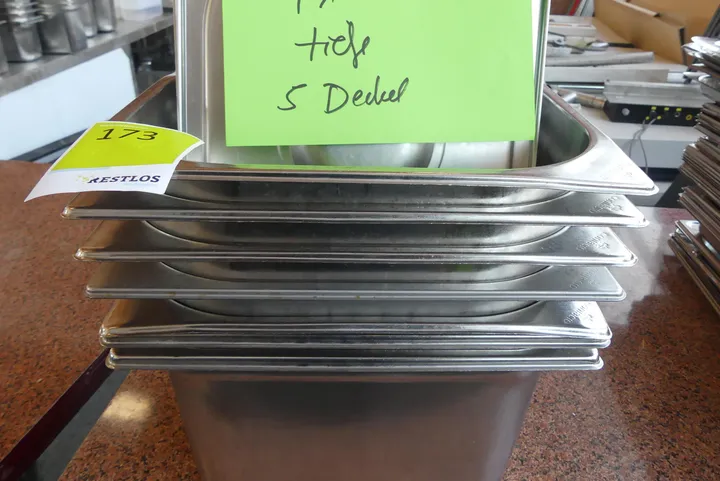 tiefe
5 Deckel
173
RESTLOS